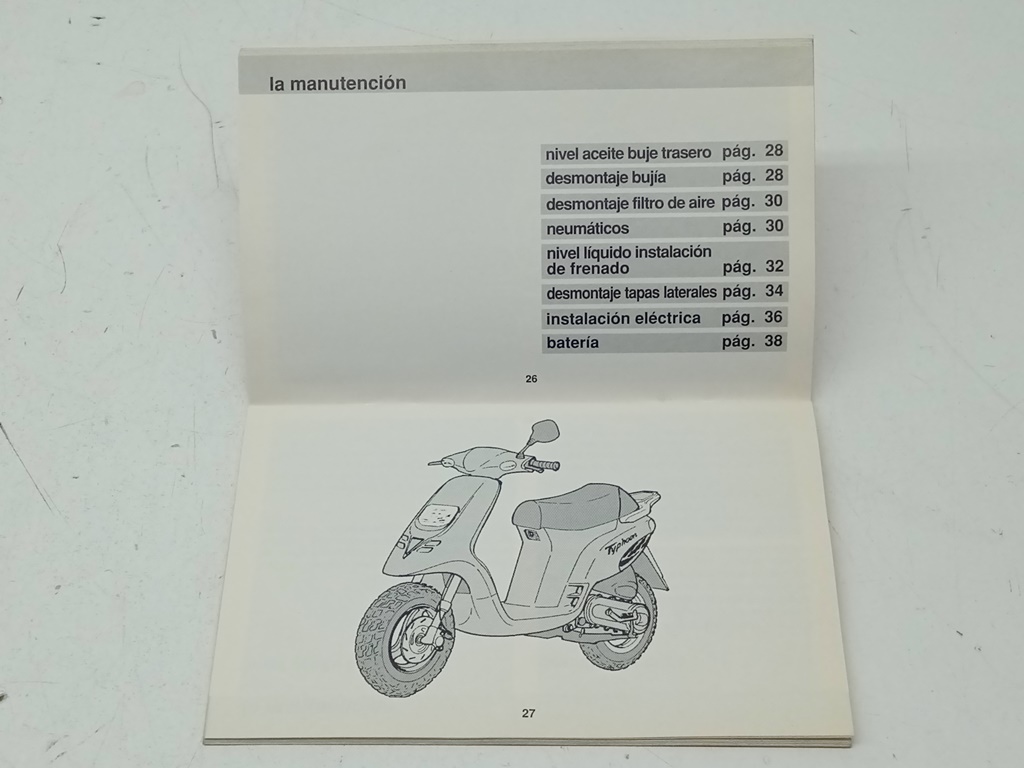 la manutención
nivel aceite buje trasero pág. 28
desmontaje bujía pág. 28
desmontaje filtro de aire pág. 30
neumáticos pág. 30
nivel líquido instalación
de frenado pág. 32
desmontaje tapas laterales pág. 34
instalación eléctrica pág. 36
batería pág. 38
26
Typhoon
27